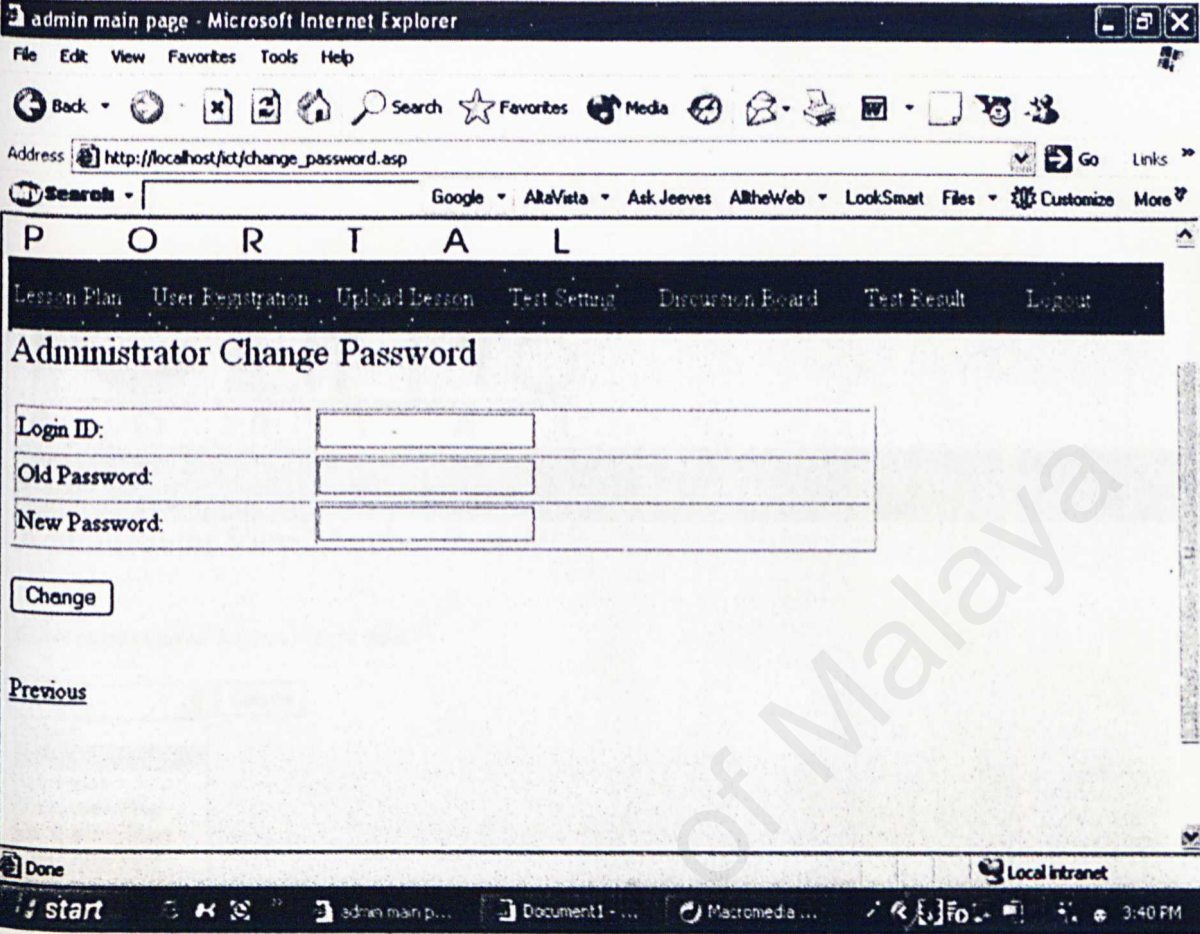 admin main page - Microsoft Internet Explorer
File Edit View Favorites Tools Help
Back Search Favorites Media
Address http://localhost/ict/change_password.asp Go Links »
My Search Google AltaVista Ask Jeeves AlltheWeb LookSmart Files Customize More
P O R T A L
Lesson Plan User Registration Upload Lesson Test Setting Discussion Board Test Result Logout
Administrator Change Password
Login ID:
Old Password:
New Password:
Change
Previous
of Malaya
Done Local intranet
start admin main p... Document1 - ... Macromedia ... 3:40 PM